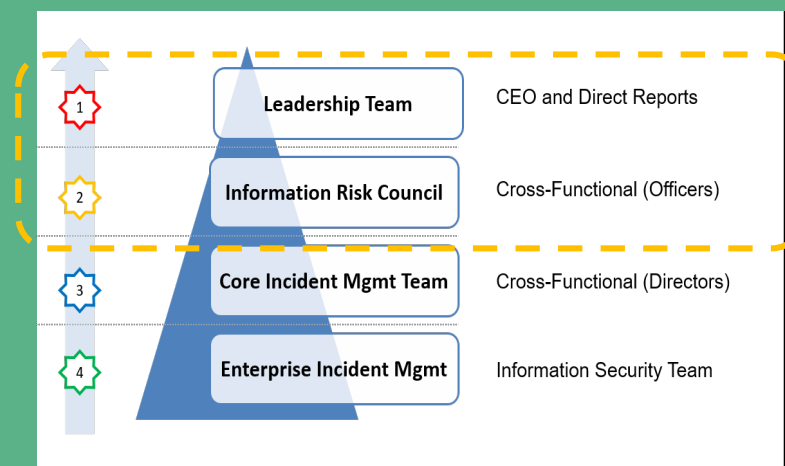 1
Leadership Team
CEO and Direct Reports
2
Information Risk Council
Cross-Functional (Officers)
3
Core Incident Mgmt Team
Cross-Functional (Directors)
4
Enterprise Incident Mgmt
Information Security Team